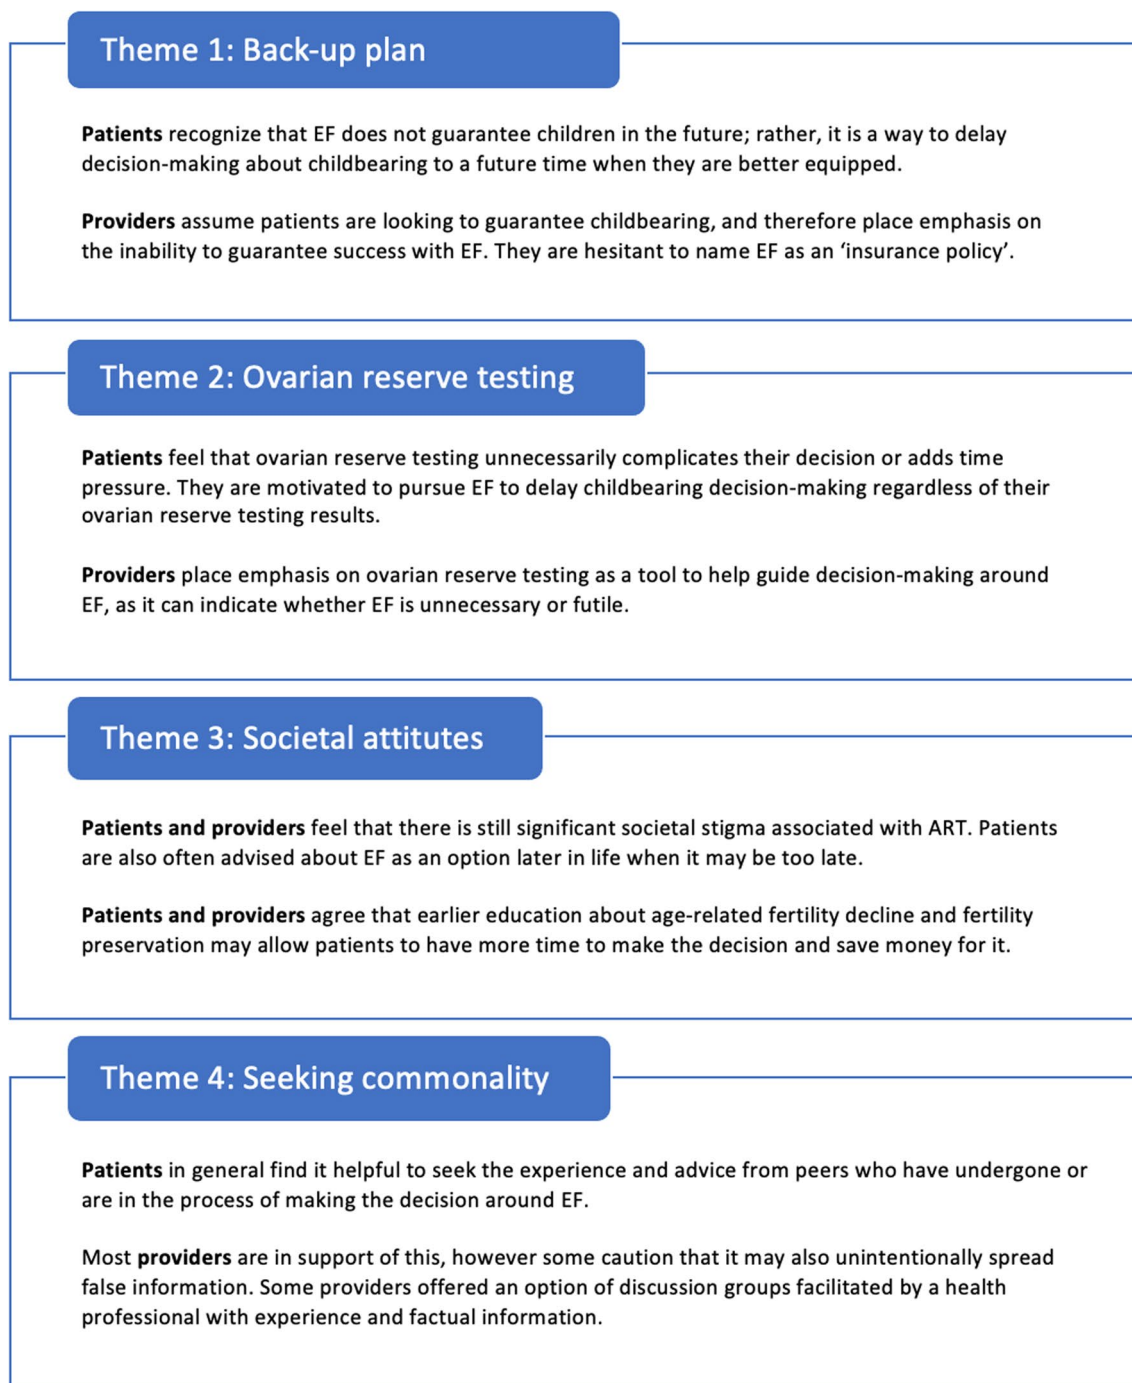 Theme 1: Back-up plan
Patients recognize that EF does not guarantee children in the future; rather, it is a way to delay
decision-making about childbearing to a future time when they are better equipped.
Providers assume patients are looking to guarantee childbearing, and therefore place emphasis on
the inability to guarantee success with EF. They are hesitant to name EF as an ‘insurance policy’.
Theme 2: Ovarian reserve testing
Patients feel that ovarian reserve testing unnecessarily complicates their decision or adds time
pressure. They are motivated to pursue EF to delay childbearing decision-making regardless of their
ovarian reserve testing results.
Providers place emphasis on ovarian reserve testing as a tool to help guide decision-making around
EF, as it can indicate whether EF is unnecessary or futile.
Theme 3: Societal attitutes
Patients and providers feel that there is still significant societal stigma associated with ART. Patients
are also often advised about EF as an option later in life when it may be too late.
Patients and providers agree that earlier education about age-related fertility decline and fertility
preservation may allow patients to have more time to make the decision and save money for it.
Theme 4: Seeking commonality
Patients in general find it helpful to seek the experience and advice from peers who have undergone or
are in the process of making the decision around EF.
Most providers are in support of this, however some caution that it may also unintentionally spread
false information. Some providers offered an option of discussion groups facilitated by a health
professional with experience and factual information.